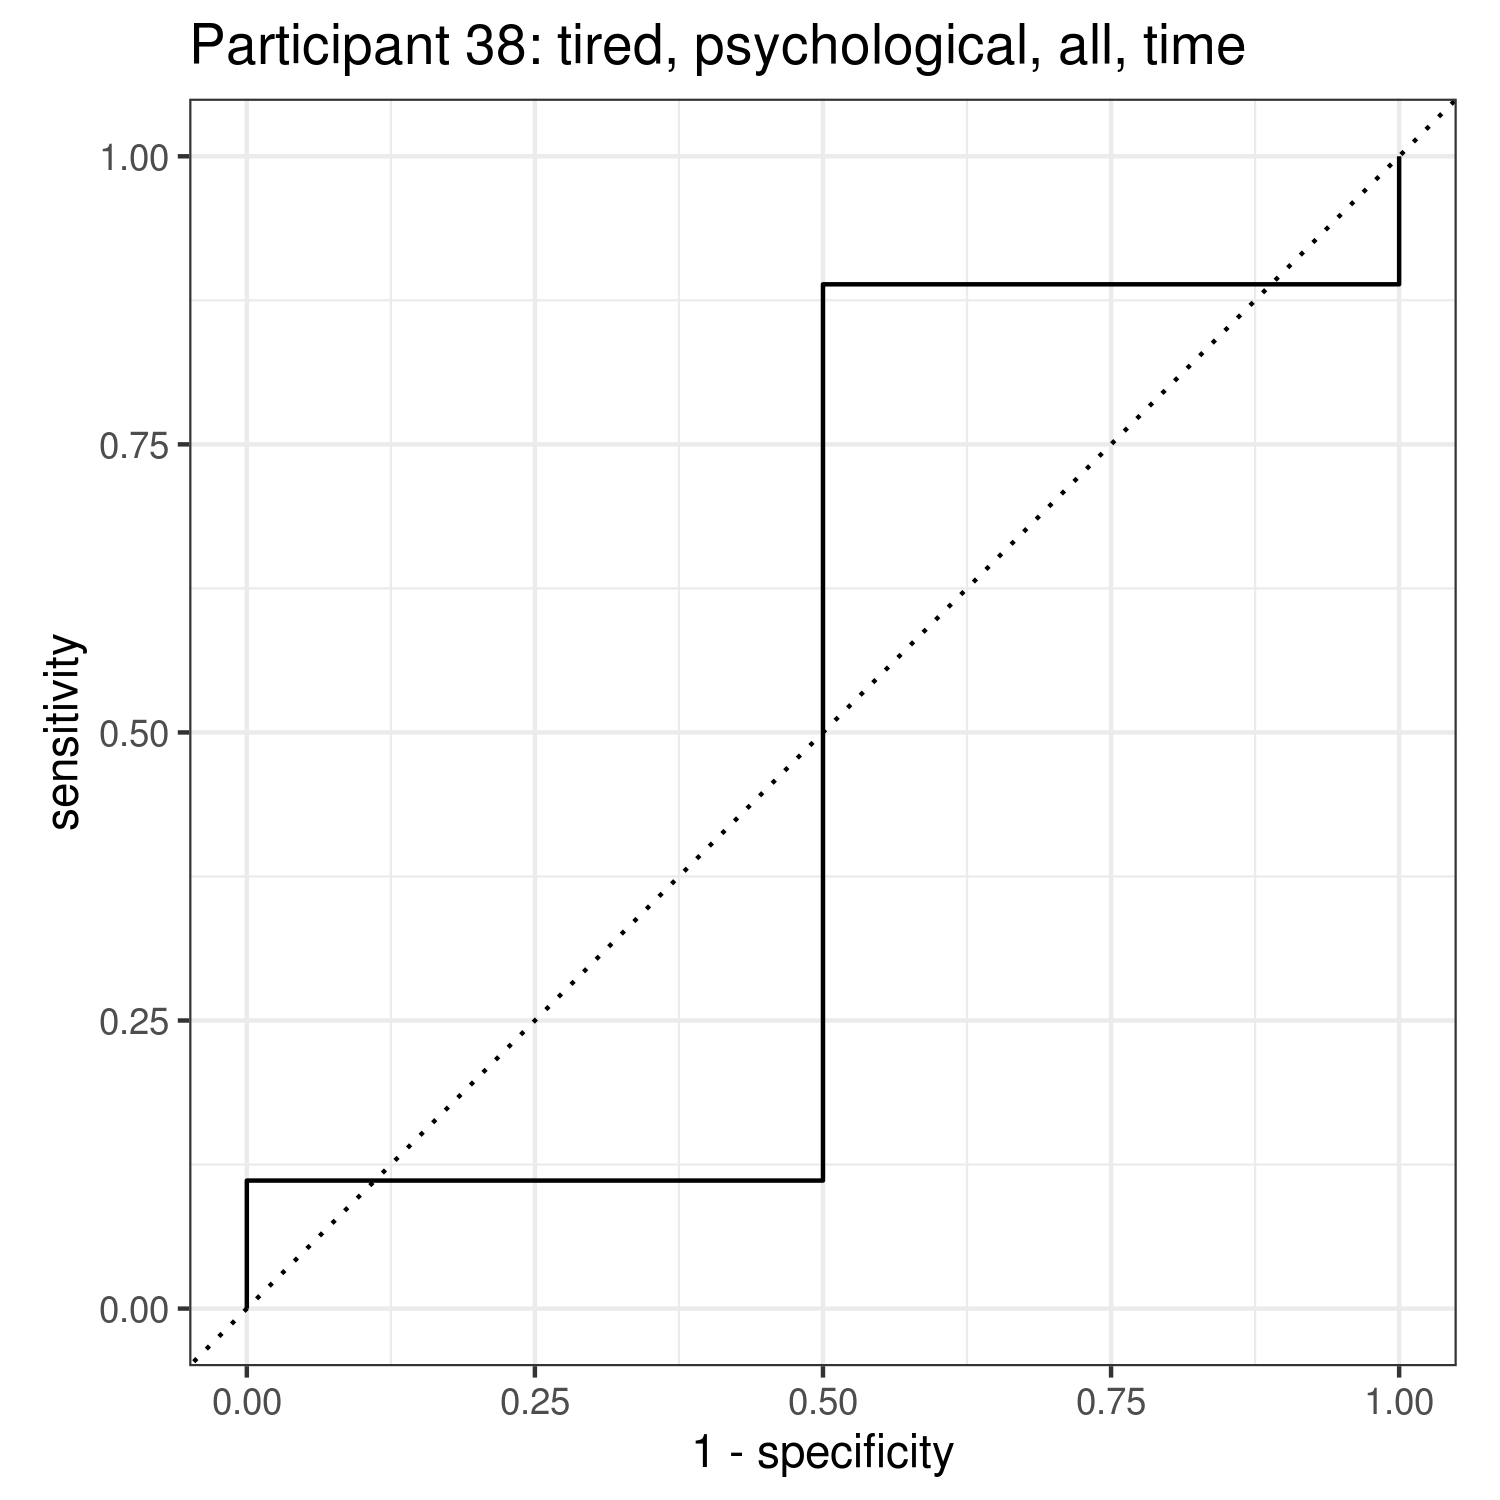 Participant 38: tired, psychological, all, time
1.00
0.75
0.50
0.25
0.00
sensitivity
0.00 0.25 0.50 0.75 1.00
1 - specificity